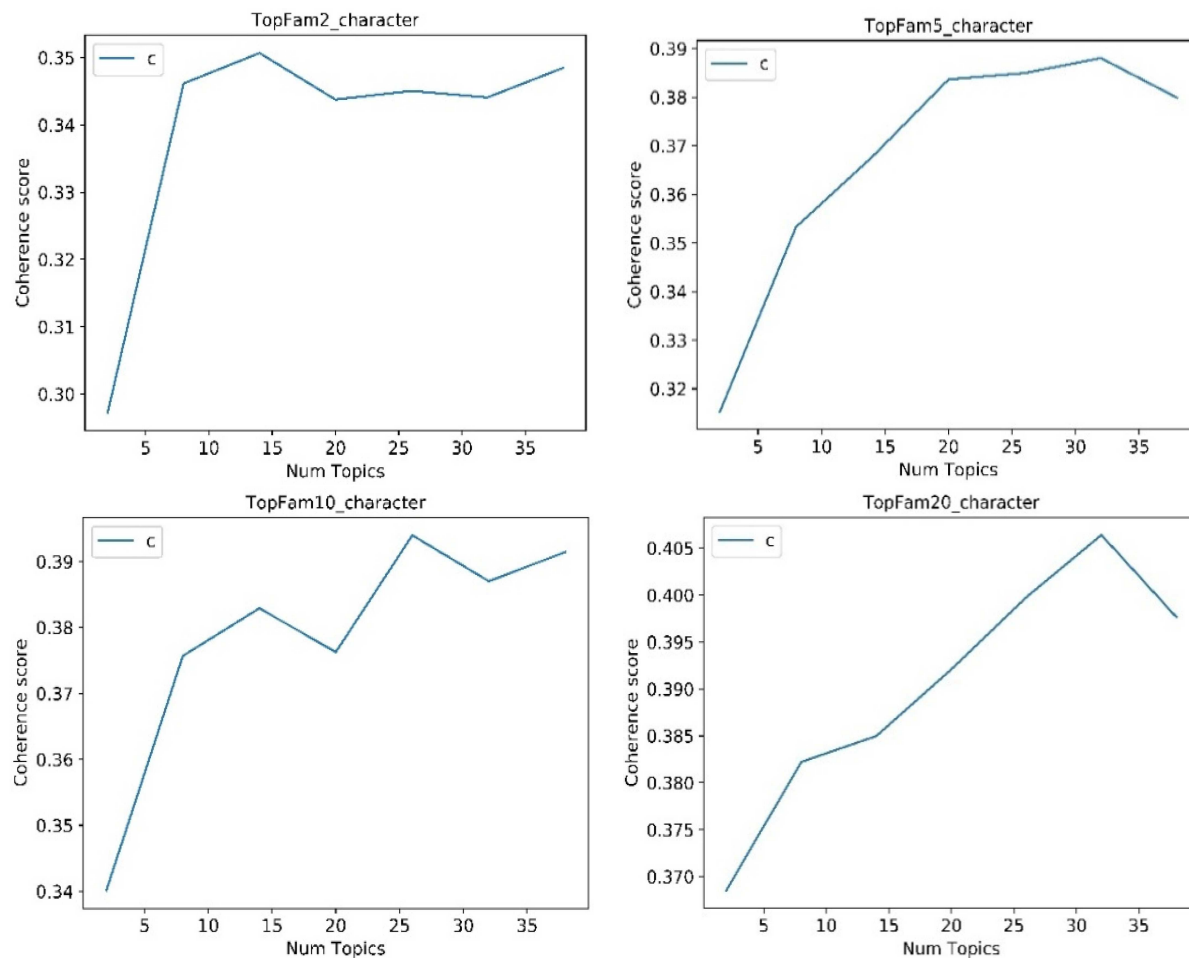 TopFam2_character
c
0.35
0.34
0.33
0.32
0.31
0.30
Coherence score
5 10 15 20 25 30 35
Num Topics
TopFam5_character
c
0.39
0.38
0.37
0.36
0.35
0.34
0.33
0.32
Coherence score
5 10 15 20 25 30 35
Num Topics
TopFam10_character
c
0.39
0.38
0.37
0.36
0.35
0.34
Coherence score
5 10 15 20 25 30 35
Num Topics
TopFam20_character
c
0.405
0.400
0.395
0.390
0.385
0.380
0.375
0.370
Coherence score
5 10 15 20 25 30 35
Num Topics